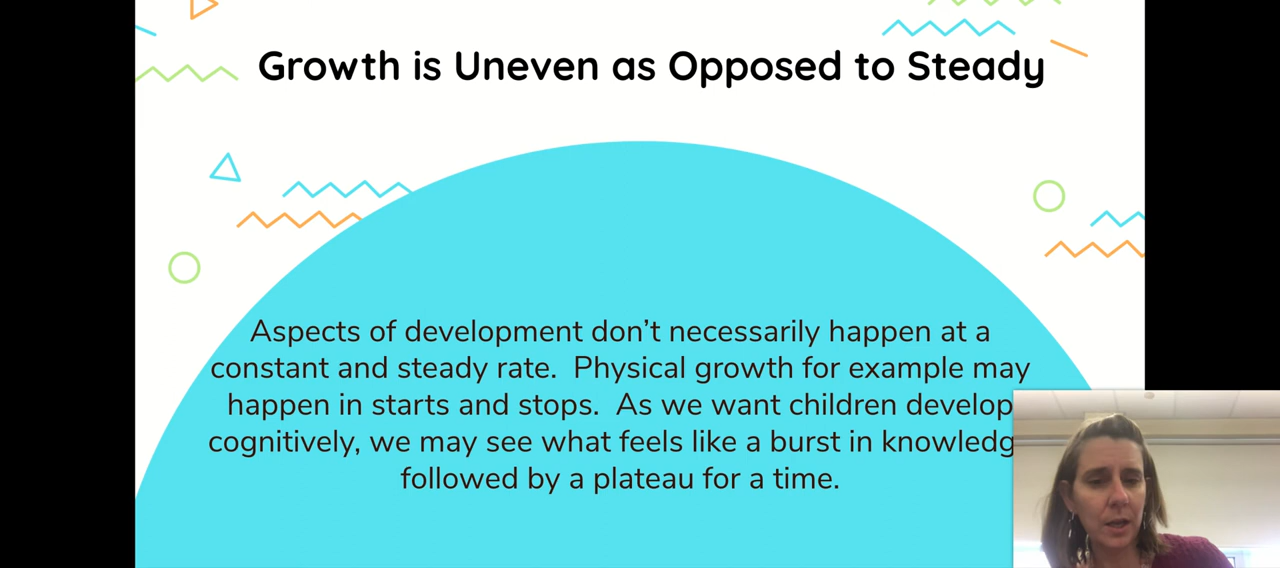 Growth is Uneven as Opposed to Steady
Aspects of development don't necessarily happen at a
constant and steady rate.  Physical growth for example may
happen in starts and stops.  As we want children develop
cognitively, we may see what feels like a burst in knowledg
followed by a plateau for a time.